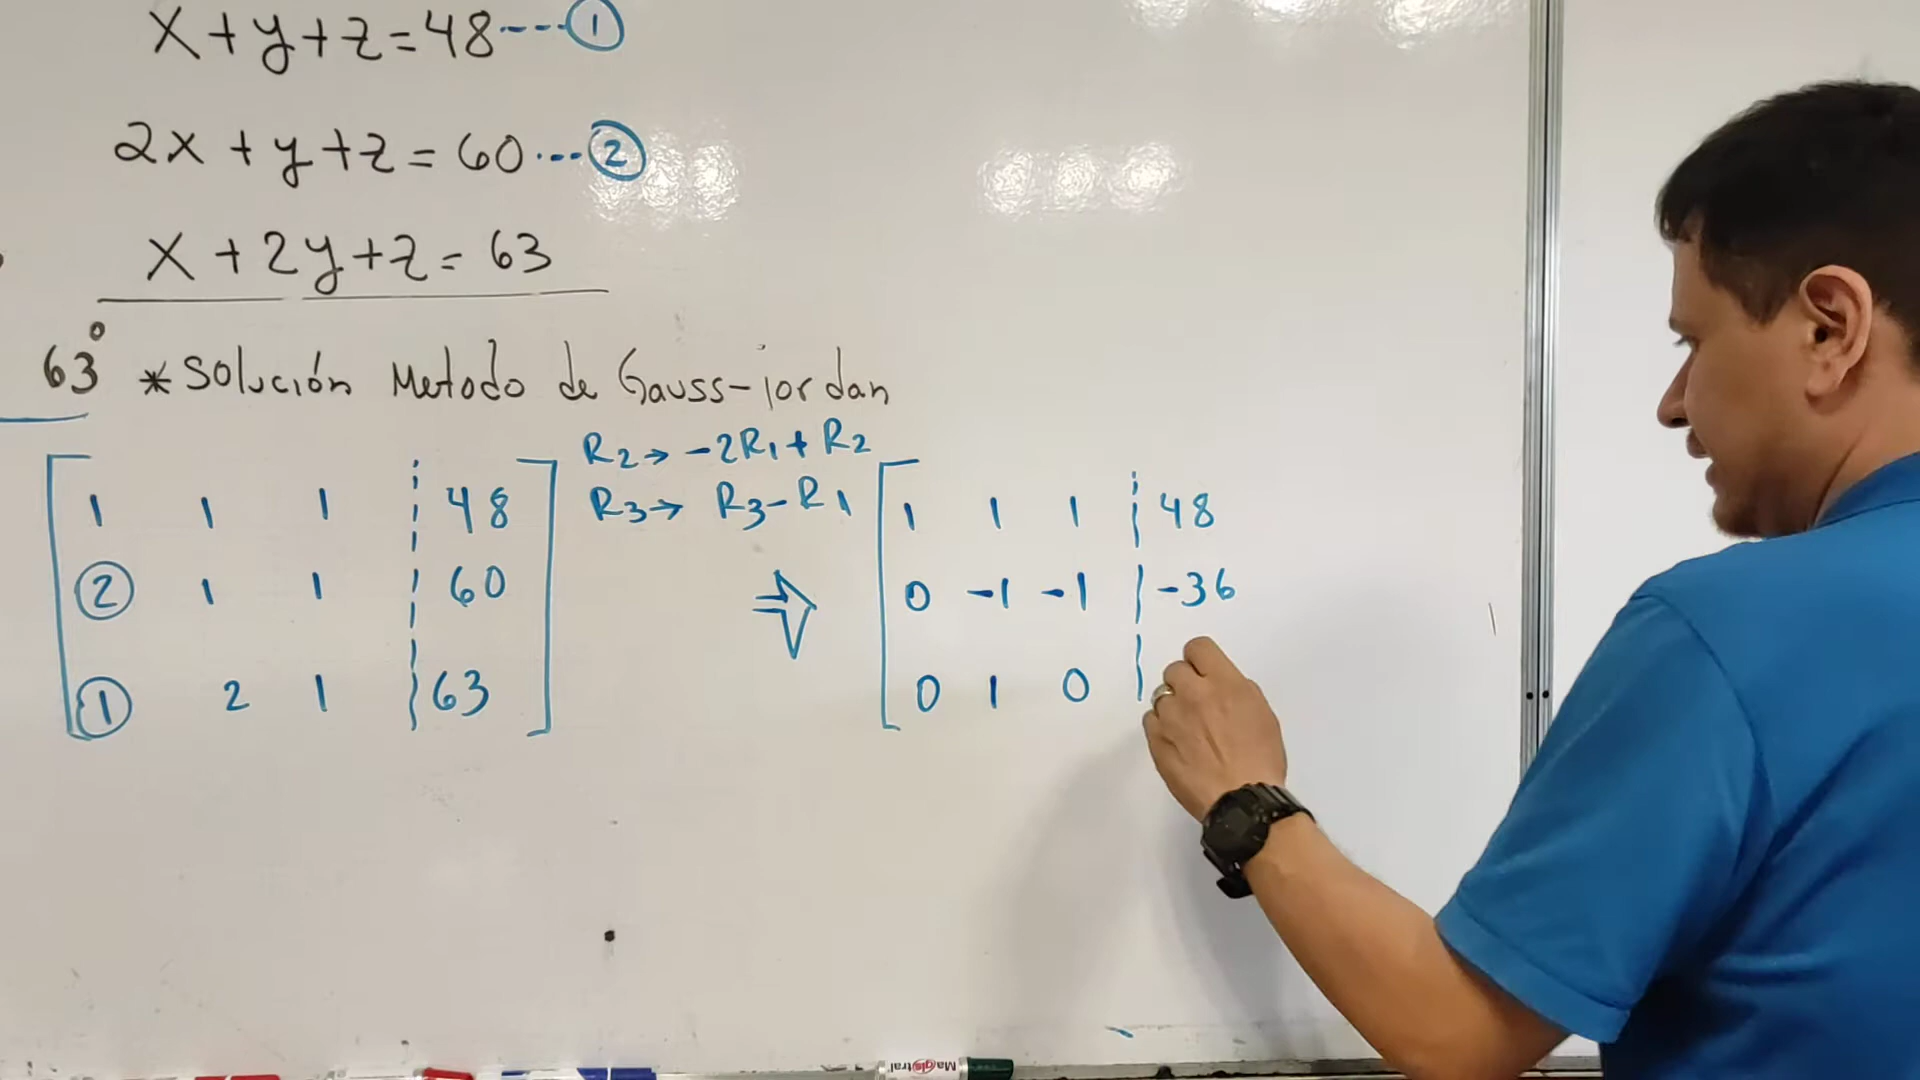 x+y+z=48----①
2x+y+z=60...--②
x+2y+z=63
63° *Solución Metodo de Gauss-jordan
R2→ -2R1+R2
R3→ R3-R1
1 1 1 48
② 1 1 60
① 2 1 63
⇒
1 1 1 48
0 -1 -1 -36
0 1 0
Magistral